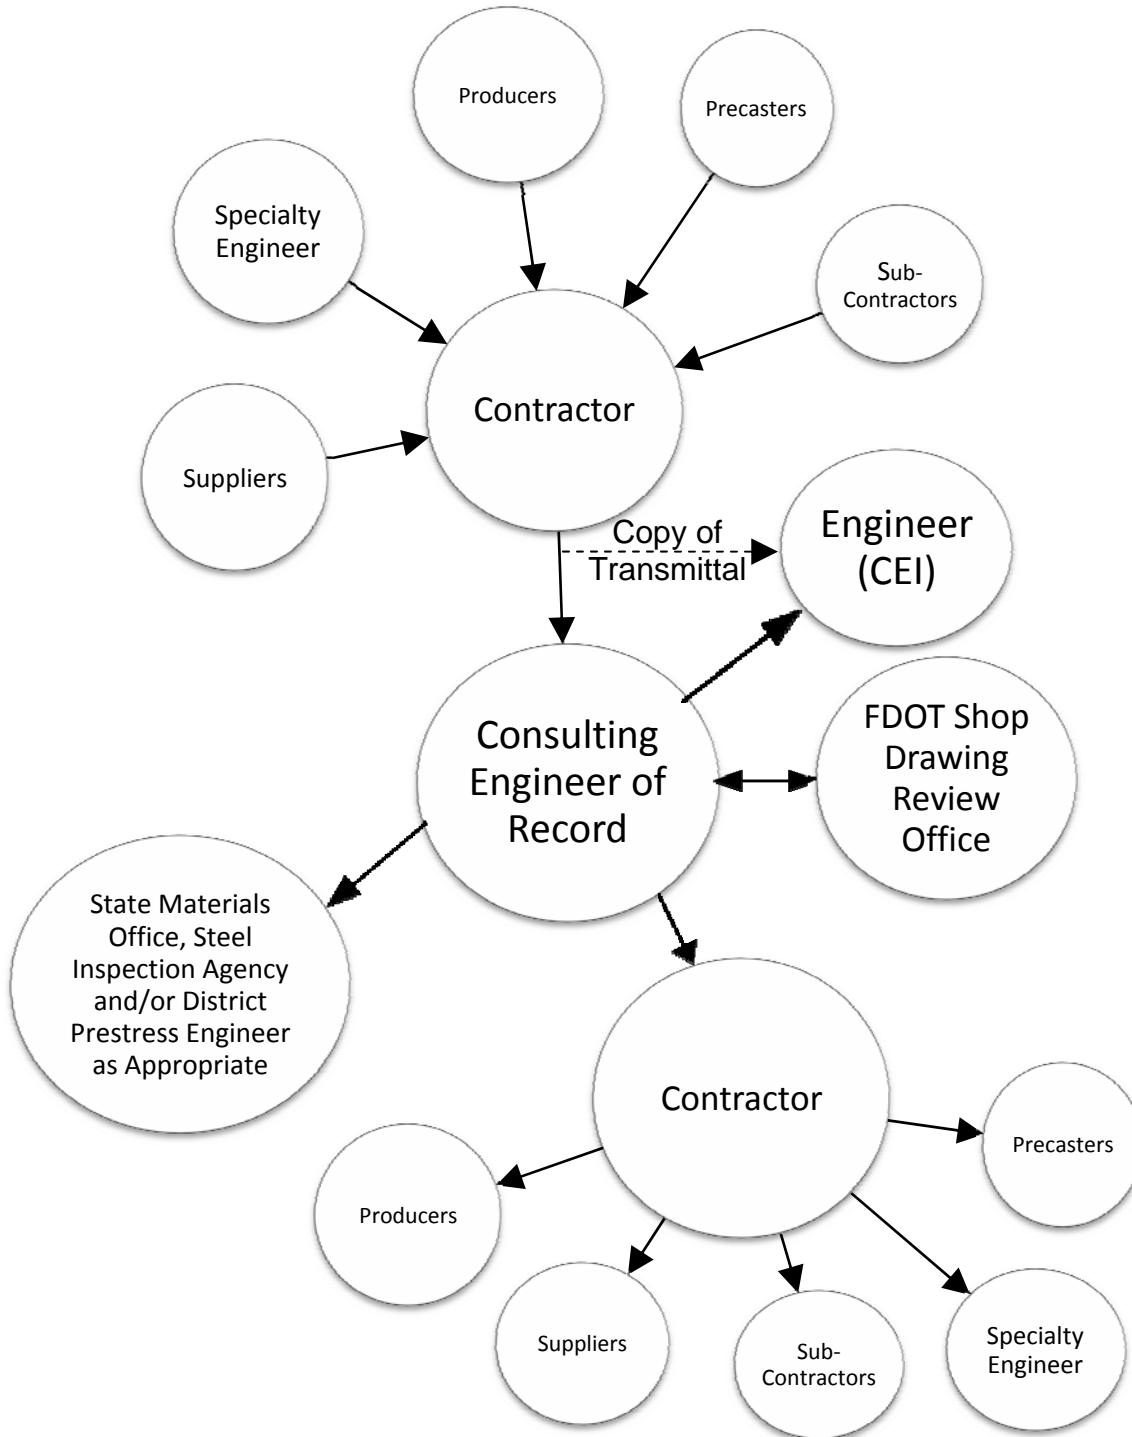 Producers
Precasters
Specialty
Engineer
Sub-
Contractors
Contractor
Suppliers
Copy of
Transmittal
Engineer
(CEI)
Consulting
Engineer of
Record
FDOT Shop
Drawing
Review
Office
State Materials
Office, Steel
Inspection Agency
and/or District
Prestress Engineer
as Appropriate
Contractor
Precasters
Producers
Suppliers
Sub-
Contractors
Specialty
Engineer